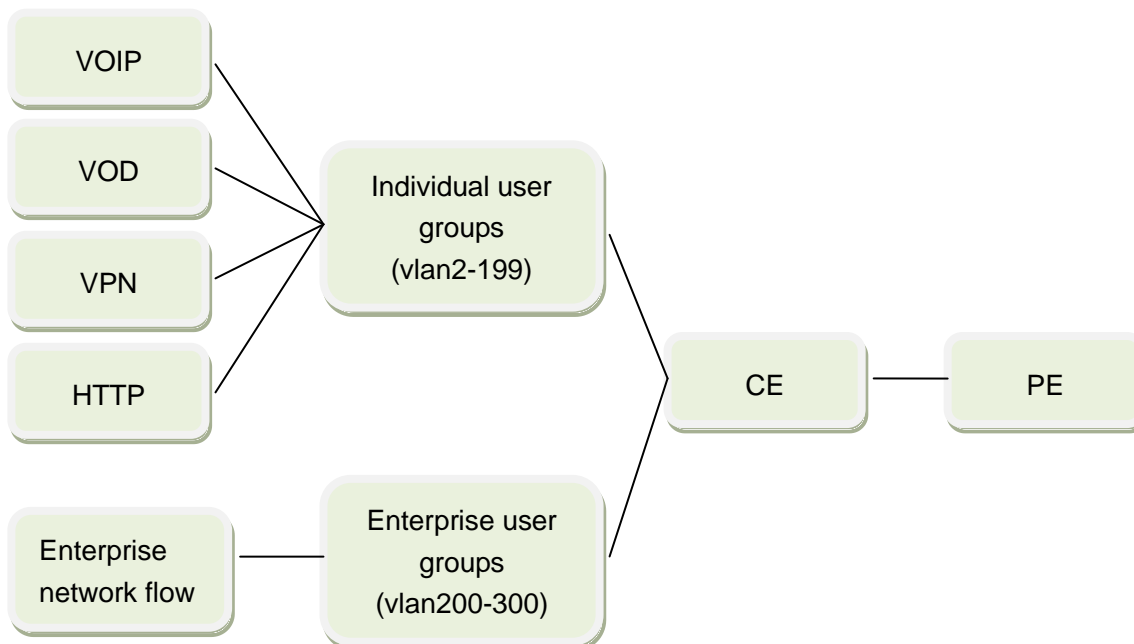 VOIP
VOD
VPN
HTTP
Individual user
groups
(vlan2-199)
CE
PE
Enterprise
network flow
Enterprise user
groups
(vlan200-300)